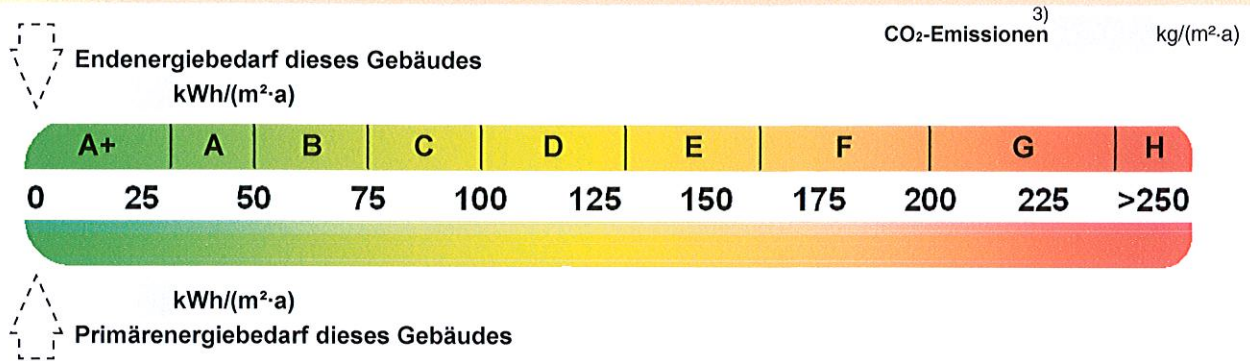 3)
CO₂-Emissionen kg/(m²·a)
Endenergiebedarf dieses Gebäudes
kWh/(m²·a)
A+ A B C D E F G H
0 25 50 75 100 125 150 175 200 225 >250
kWh/(m²·a)
Primärenergiebedarf dieses Gebäudes